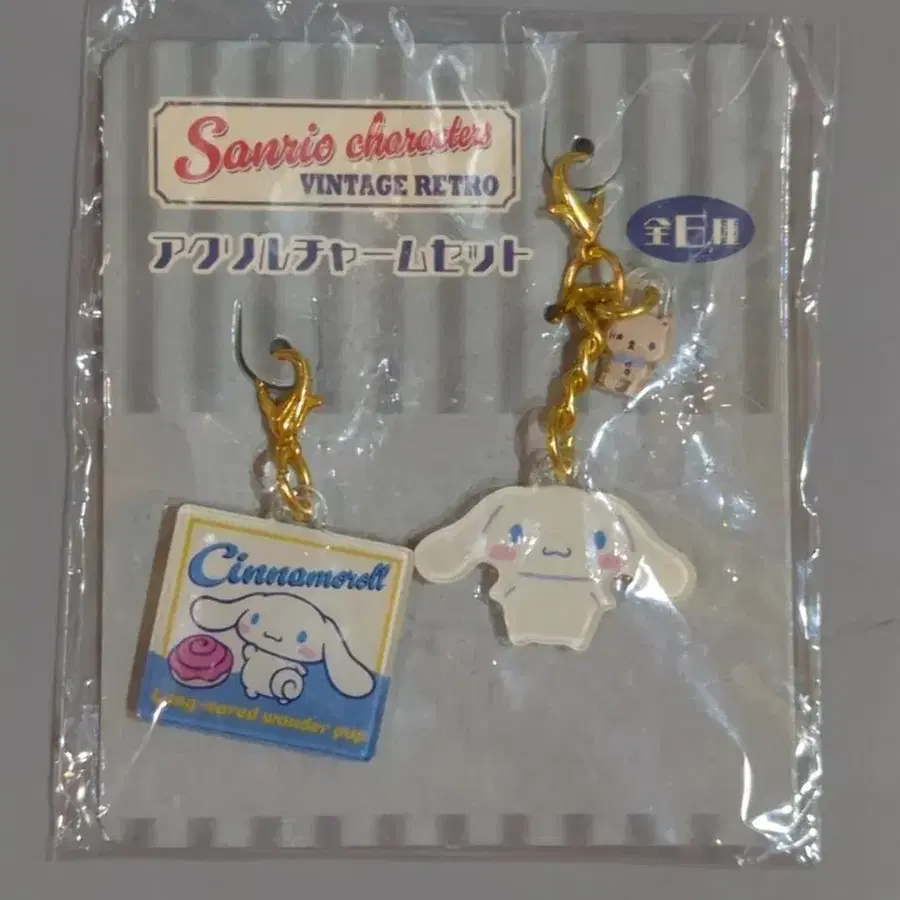 Sanrio characters
VINTAGE RETRO
アクリルチャームセット
全6種
Cinnamoroll
Long-eared wonder pup